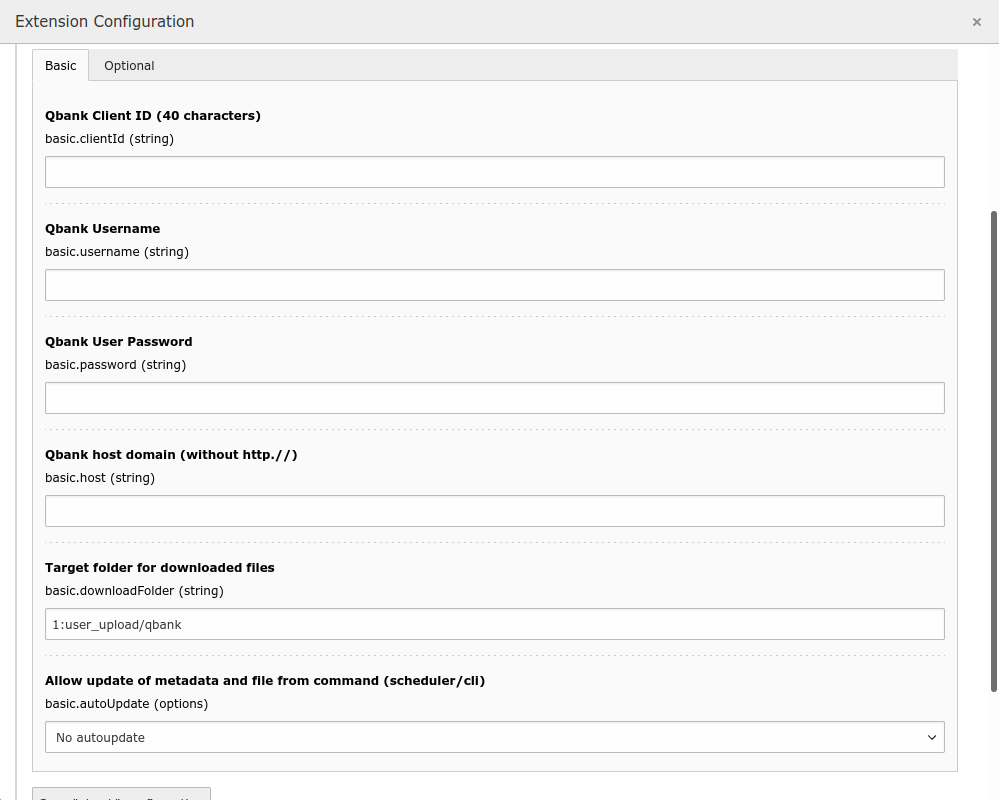 Extension Configuration
×
Basic
Optional
Qbank Client ID (40 characters)
basic.clientId (string)
Qbank Username
basic.username (string)
Qbank User Password
basic.password (string)
Qbank host domain (without http.//)
basic.host (string)
Target folder for downloaded files
basic.downloadFolder (string)
1:user_upload/qbank
Allow update of metadata and file from command (scheduler/cli)
basic.autoUpdate (options)
No autoupdate